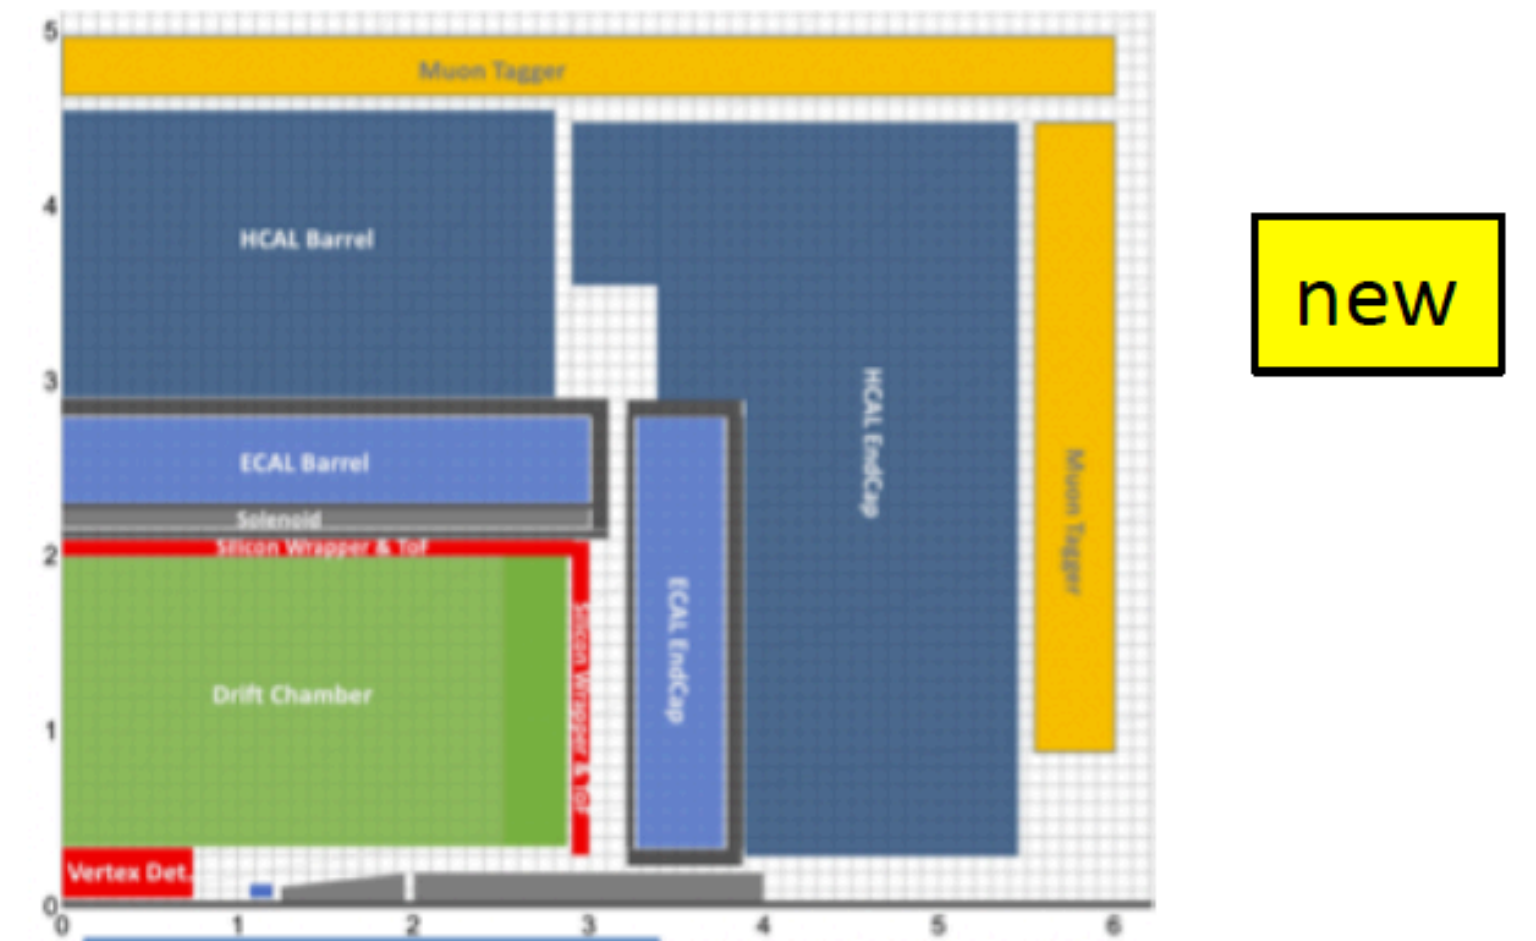 5
Muon Tagger
4
HCAL Barrel
new
3
HCAL EndCap
ECAL Barrel
Muon Tagger
Solenoid
Silicon Wrapper & ToF
2
Silicon Wrapper & ToF
ECAL EndCap
Drift Chamber
1
Vertex Det.
0
0 1 2 3 4 5 6